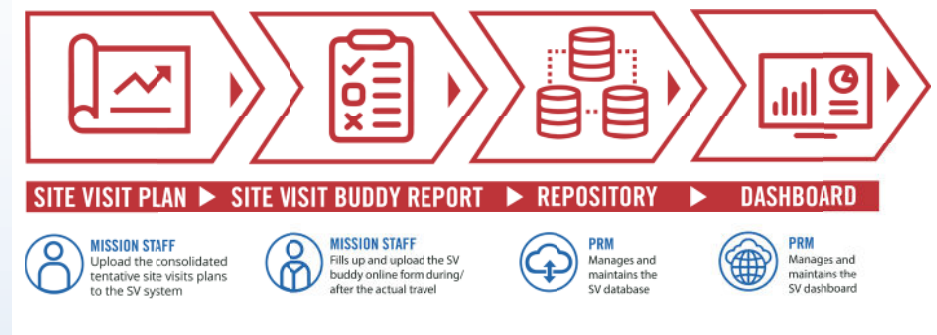 SITE VISIT PLAN ▶ SITE VISIT BUDDY REPORT ▶ REPOSITORY ▶ DASHBOARD
MISSION STAFF
Upload the consolidated
tentative site visits plans
to the SV system
MISSION STAFF
Fills up and upload the SV
buddy online form during/
after the actual travel
PRM
Manages and
maintains the
SV database
PRM
Manages and
maintains the
SV dashboard